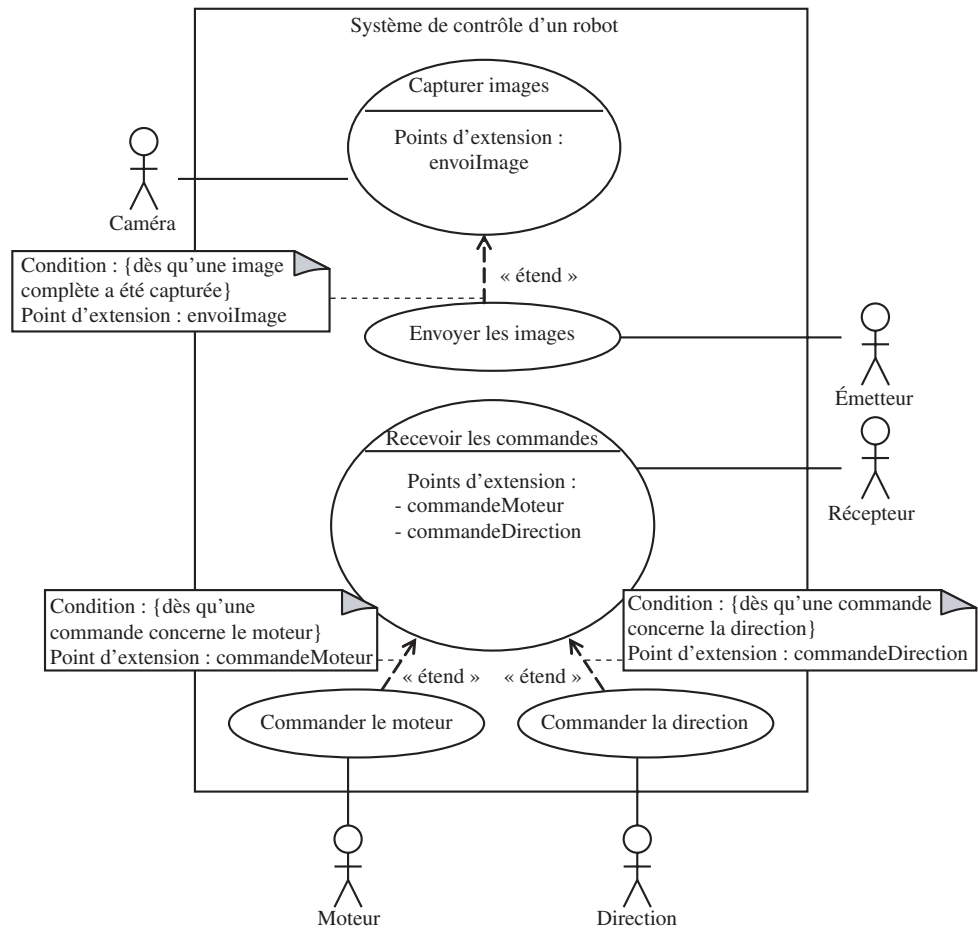 Système de contrôle d'un robot
Capturer images
Points d'extension :
envoiImage
Caméra
Condition : {dès qu'une image
complète a été capturée}
Point d'extension : envoiImage
« étend »
Envoyer les images
Émetteur
Recevoir les commandes
Points d'extension :
- commandeMoteur
- commandeDirection
Récepteur
Condition : {dès qu'une
commande concerne le moteur}
Point d'extension : commandeMoteur
Condition : {dès qu'une commande
concerne la direction}
Point d'extension : commandeDirection
« étend »
« étend »
Commander le moteur
Commander la direction
Moteur
Direction